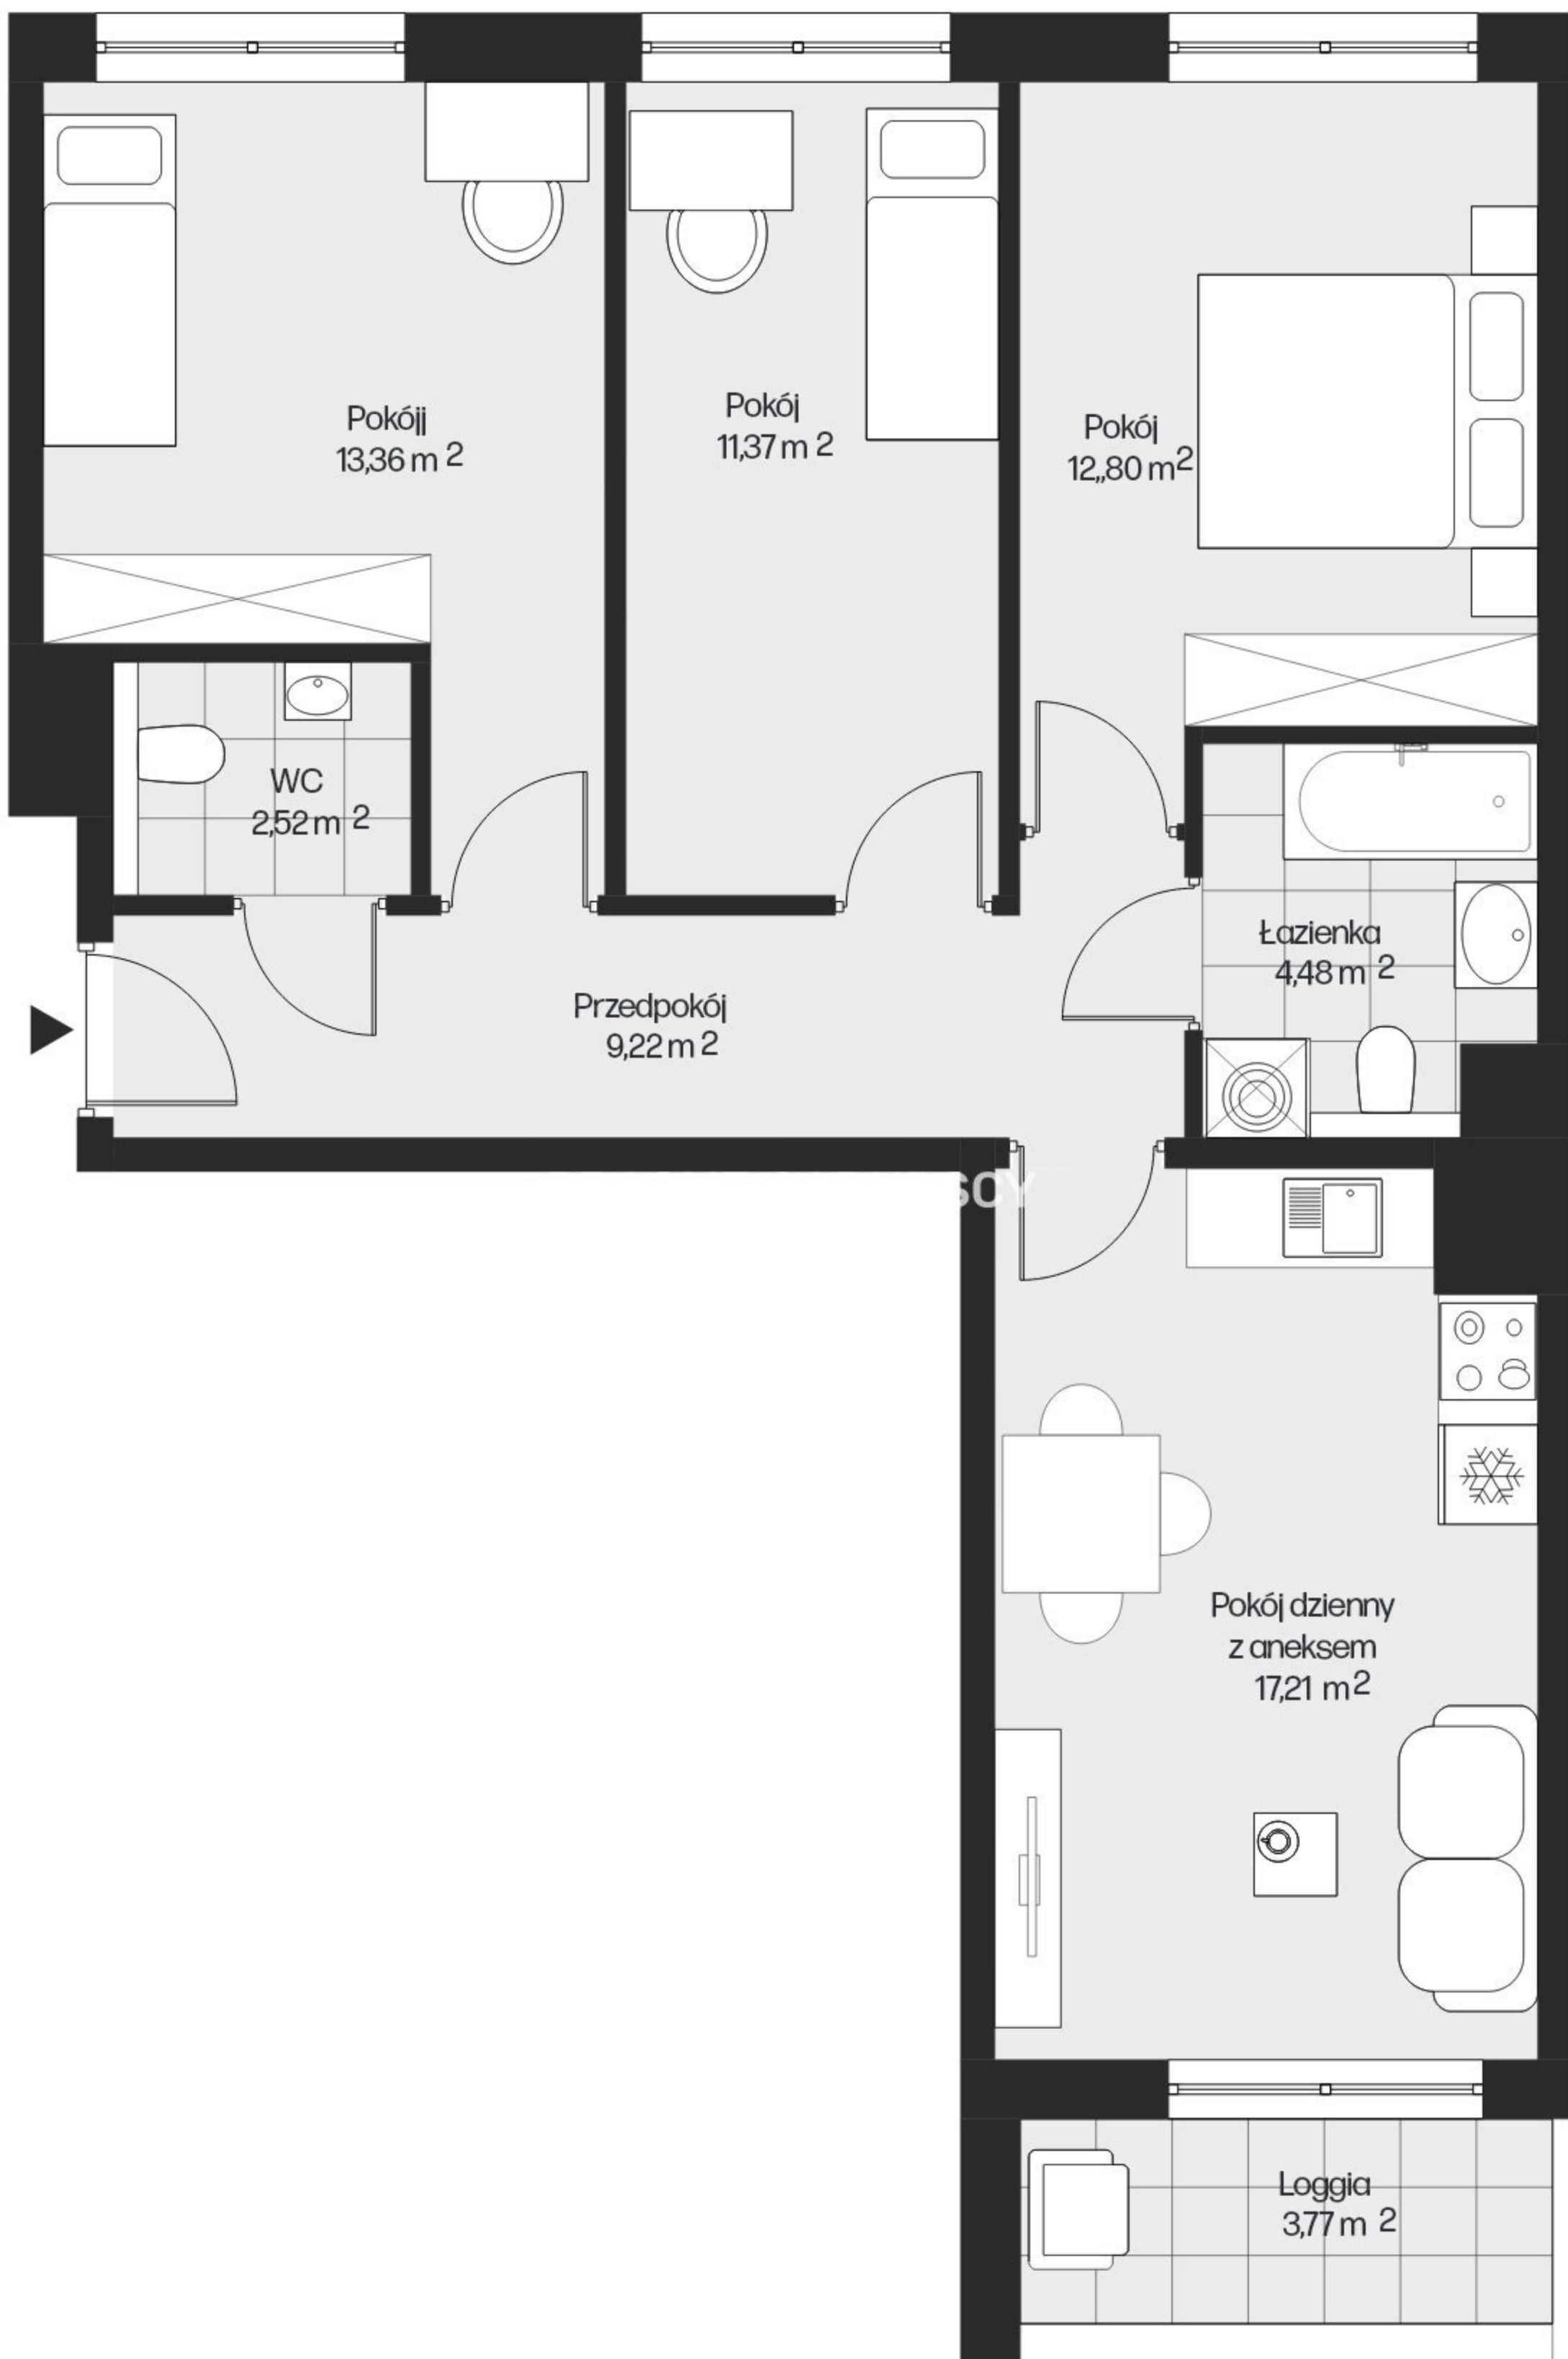 Pokójj
13,36 m 2
Pokój
11,37 m 2
Pokój
12,,80 m2
WC
2,52 m 2
Łazienka
4,48 m 2
Przedpokój
9,22 m 2
Pokój dzienny
z aneksem
17,21 m2
Loggia
3,77 m 2